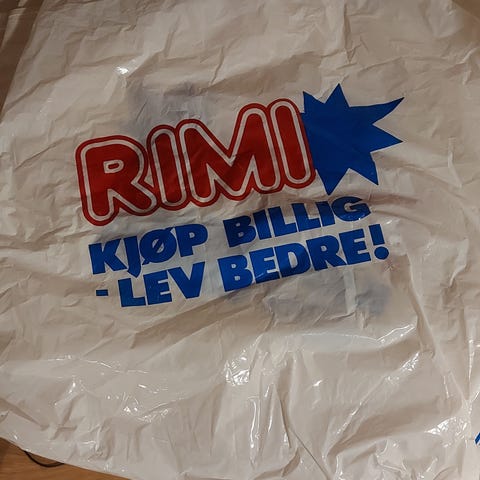 RIMI
KJØP BILLIG
- LEV BEDRE!